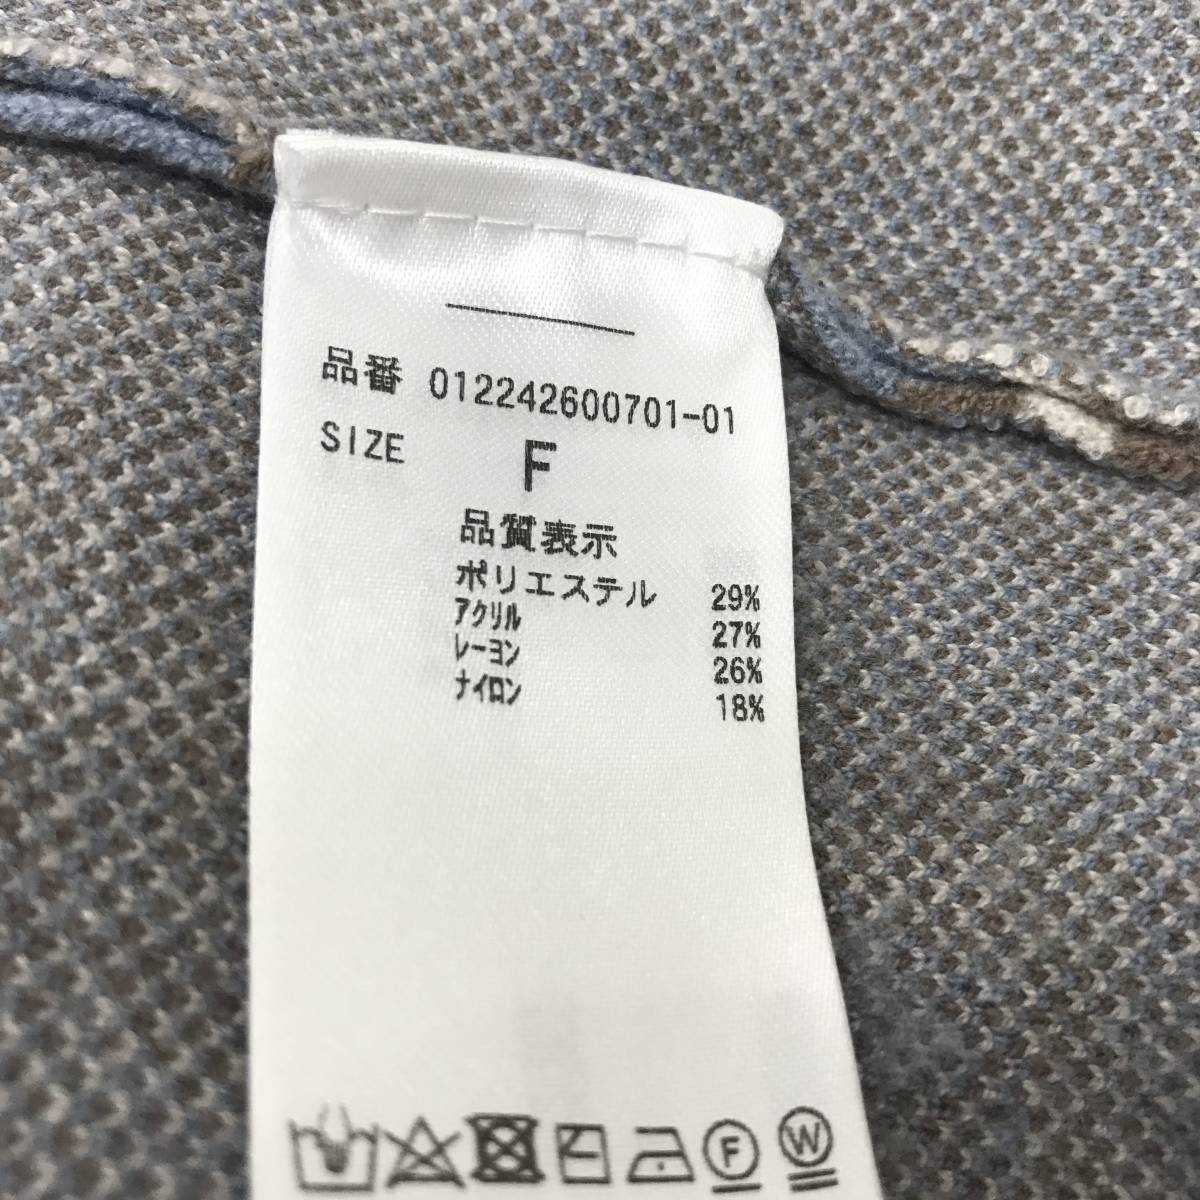 品番 012242600701-01
SIZE F
品質表示
ポリエステル 29%
アクリル 27%
レーヨン 26%
ナイロン 18%
F W